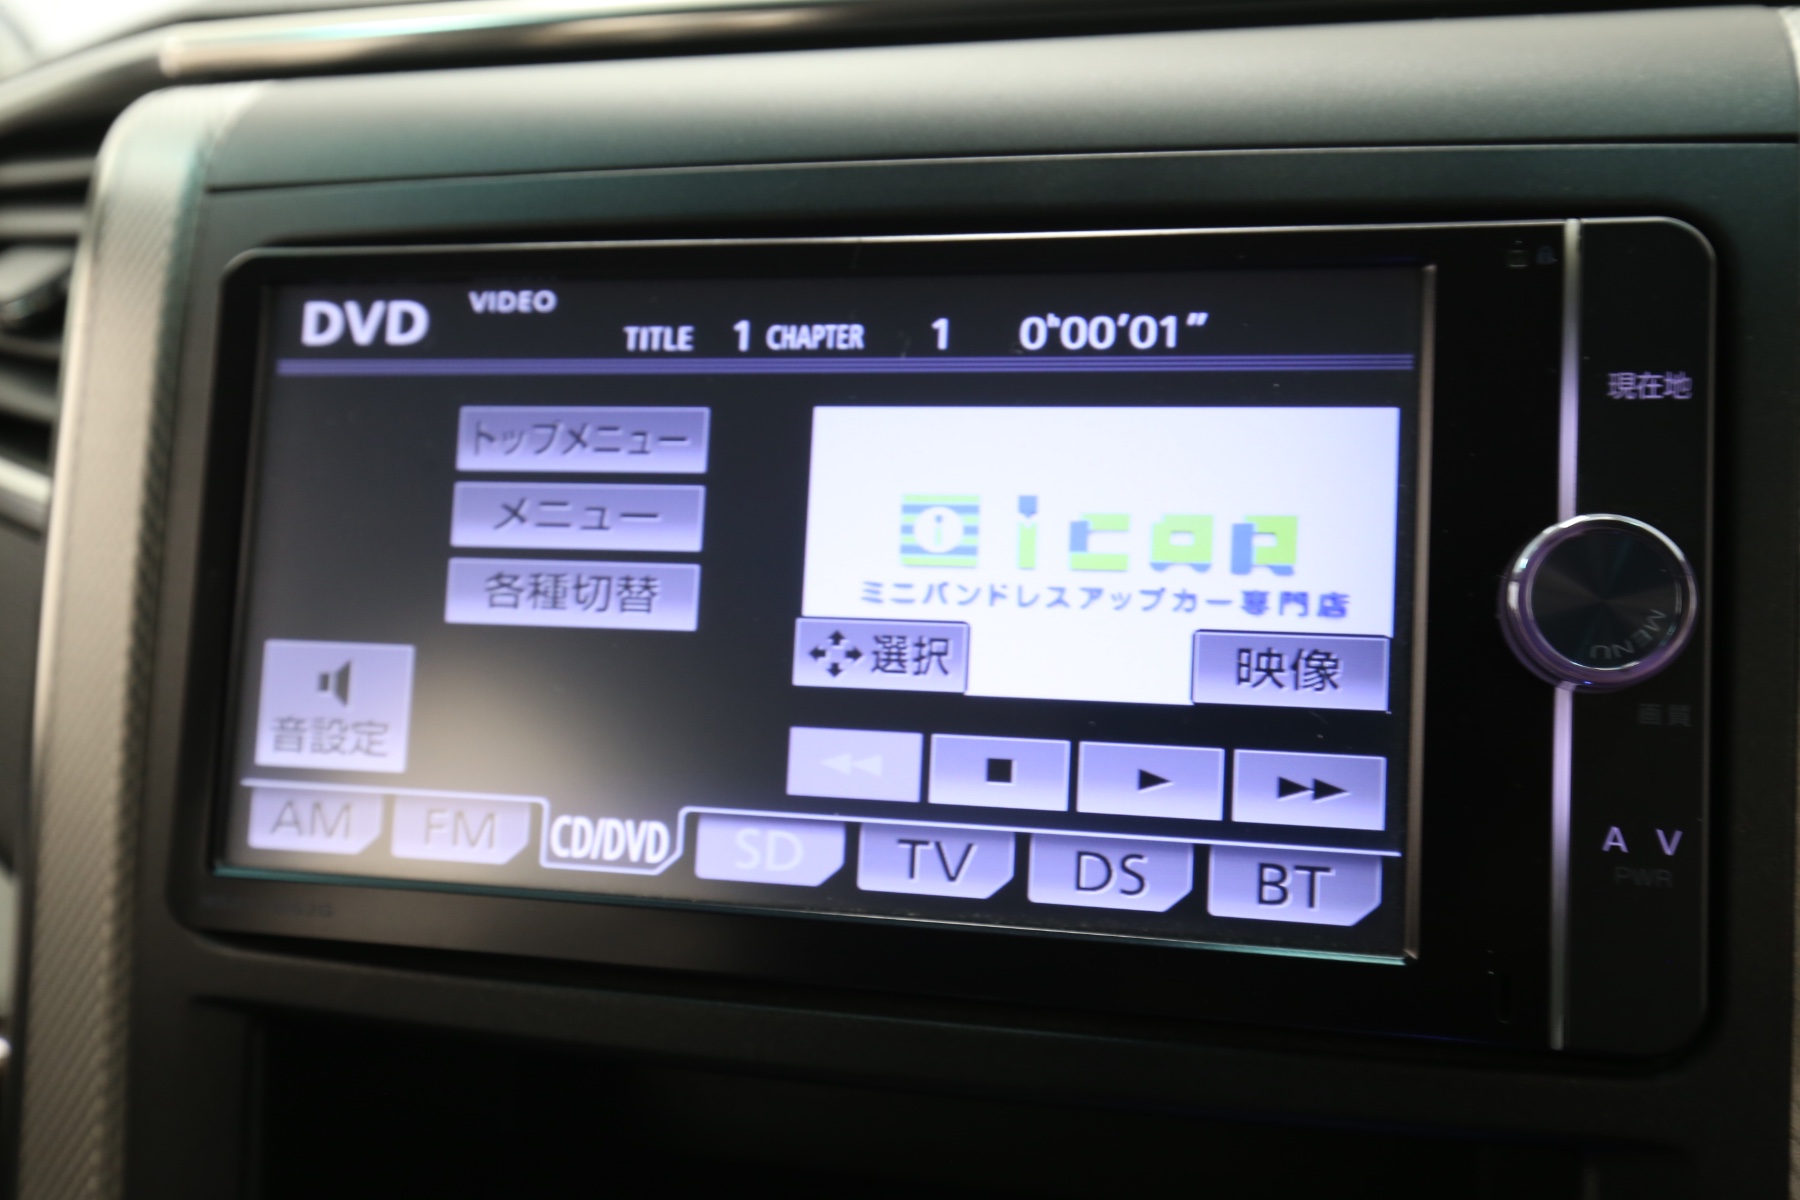 DVD VIDEO TITLE 1 CHAPTER 1 0h00'01"
トップメニュー
メニュー
各種切替
i icar
ミニバンドレスアップカー専門店
選択
映像
音設定
AM FM CD/DVD SD TV DS BT
現在地
MENU
画質
A V
PWR